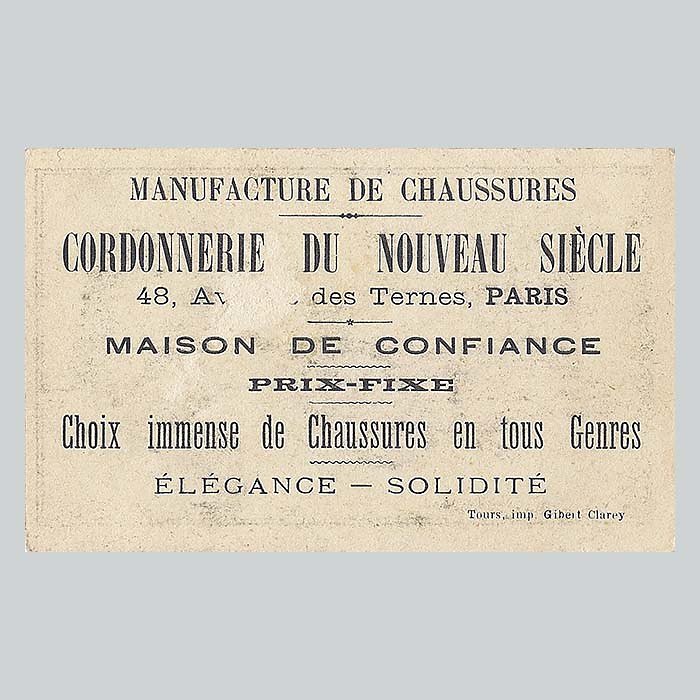 MANUFACTURE DE CHAUSSURES
CORDONNERIE DU NOUVEAU SIÈCLE
48, des Ternes, PARIS
MAISON DE CONFIANCE
PRIX-FIXE
Choix immense de Chaussures en tous Genres
ÉLÉGANCE — SOLIDITÉ
Tours, imp. Gibert Clarey